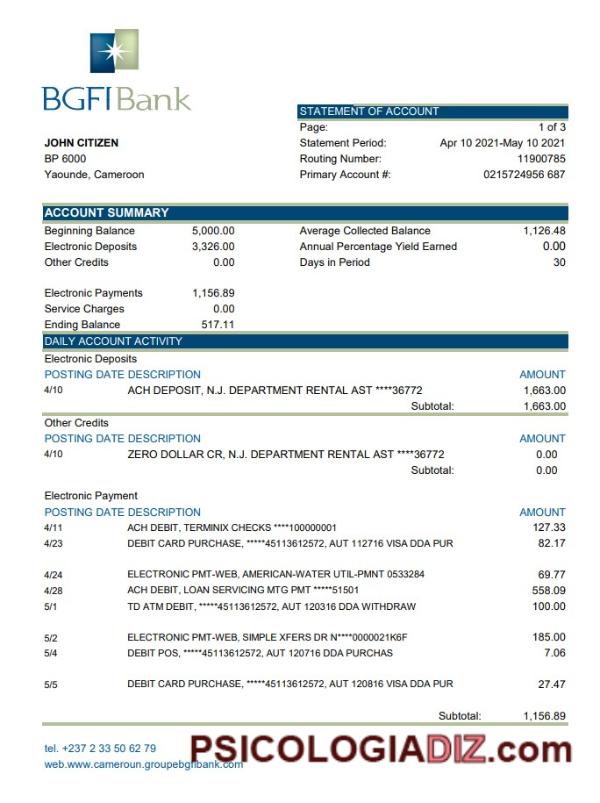 BGFIBank
STATEMENT OF ACCOUNT
Page: 1 of 3
JOHN CITIZEN Statement Period: Apr 10 2021-May 10 2021
BP 6000 Routing Number: 11900785
Yaounde, Cameroon Primary Account #: 0215724956 687
ACCOUNT SUMMARY
Beginning Balance 5,000.00 Average Collected Balance 1,126.48
Electronic Deposits 3,326.00 Annual Percentage Yield Earned 0.00
Other Credits 0.00 Days in Period 30
Electronic Payments 1,156.89
Service Charges 0.00
Ending Balance 517.11
DAILY ACCOUNT ACTIVITY
Electronic Deposits
POSTING DATE DESCRIPTION AMOUNT
4/10 ACH DEPOSIT, N.J. DEPARTMENT RENTAL AST ****36772 1,663.00
Subtotal: 1,663.00
Other Credits
POSTING DATE DESCRIPTION AMOUNT
4/10 ZERO DOLLAR CR, N.J. DEPARTMENT RENTAL AST ****36772 0.00
Subtotal: 0.00
Electronic Payment
POSTING DATE DESCRIPTION AMOUNT
4/11 ACH DEBIT, TERMINIX CHECKS ****100000001 127.33
4/23 DEBIT CARD PURCHASE, *****45113612572, AUT 112716 VISA DDA PUR 82.17
4/24 ELECTRONIC PMT-WEB, AMERICAN-WATER UTIL-PMNT 0533284 69.77
4/28 ACH DEBIT, LOAN SERVICING MTG PMT *****51501 558.09
5/1 TD ATM DEBIT, *****45113612572, AUT 120316 DDA WITHDRAW 100.00
5/2 ELECTRONIC PMT-WEB, SIMPLE XFERS DR N****0000021K6F 185.00
5/4 DEBIT POS, *****45113612572, AUT 120716 DDA PURCHAS 7.06
5/5 DEBIT CARD PURCHASE, *****45113612572, AUT 120816 VISA DDA PUR 27.47
Subtotal: 1,156.89
tel. +237 2 33 50 62 79
web.www.cameroun.groupebgfibank.com
PSICOLOGIADIZ.com